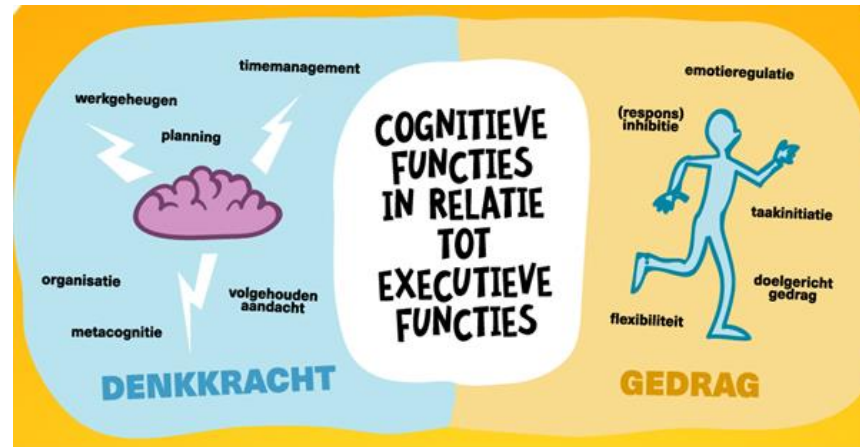 timemanagement
werkgeheugen
planning
organisatie
volgehouden
aandacht
metacognitie
DENKKRACHT
COGNITIEVE
FUNCTIES
IN RELATIE
TOT
EXECUTIEVE
FUNCTIES
emotieregulatie
(respons)
inhibitie
taakinitiatie
doelgericht
gedrag
flexibiliteit
GEDRAG